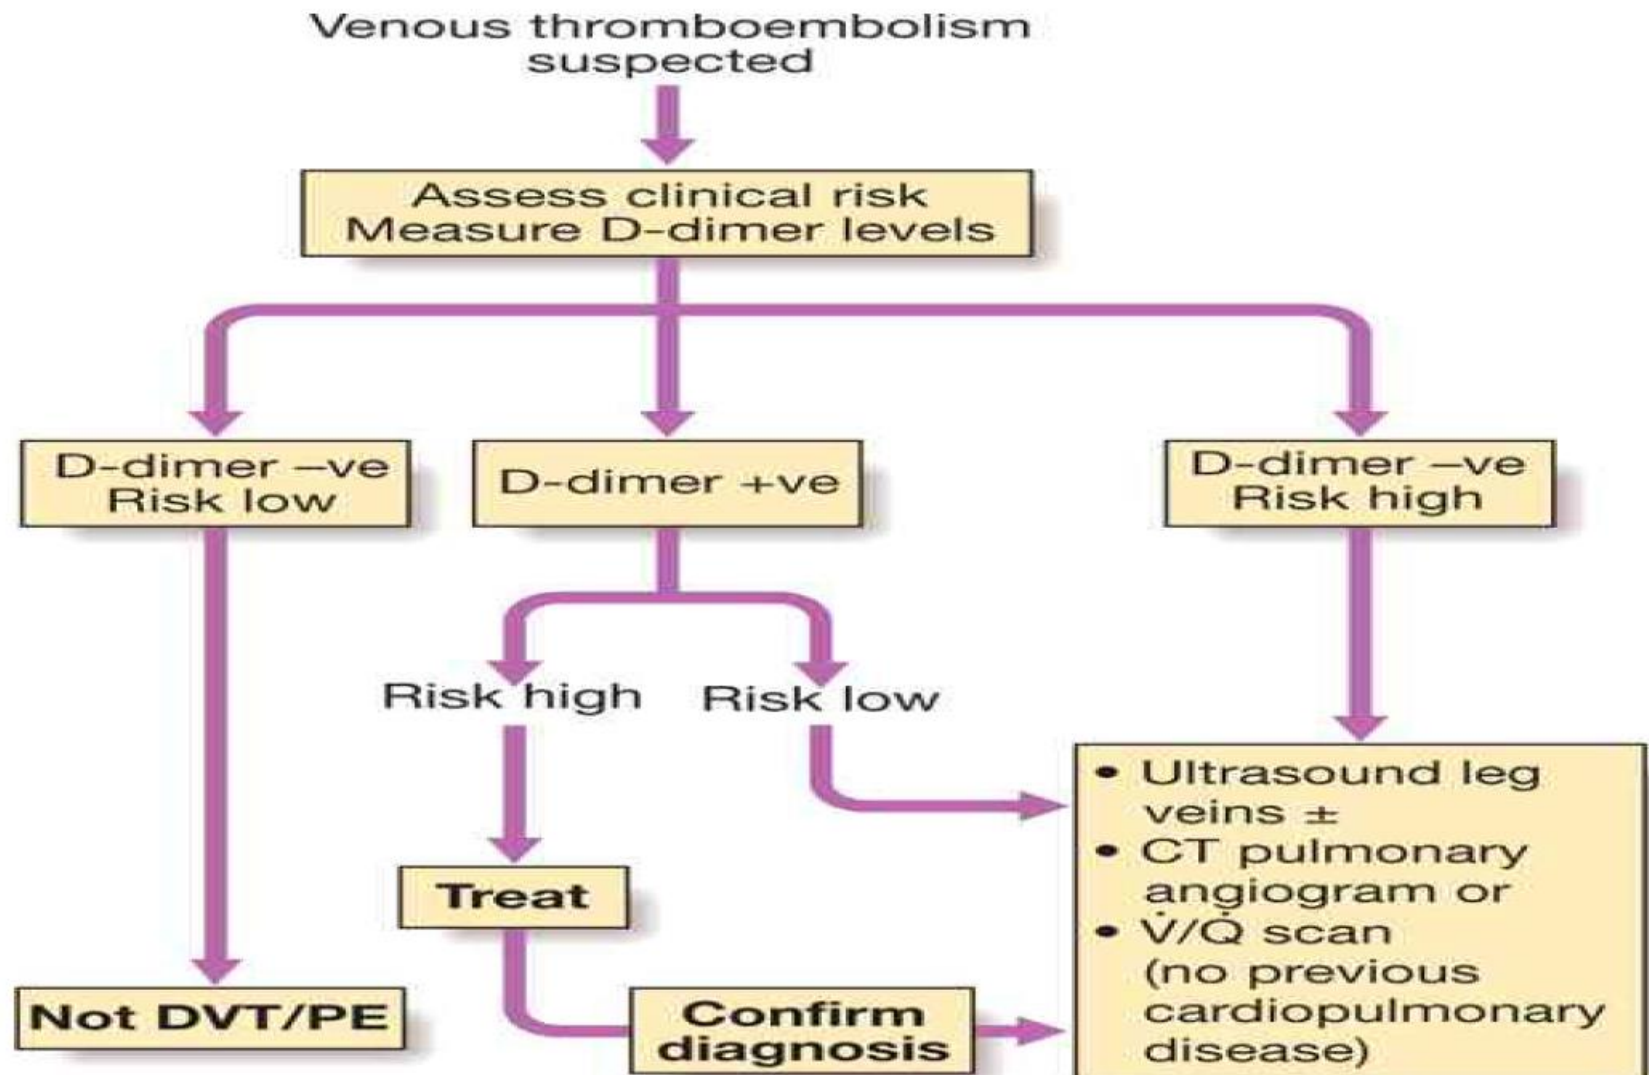 Venous thromboembolism
suspected
Assess clinical risk
Measure D-dimer levels
D-dimer –ve
Risk low
D-dimer +ve
D-dimer –ve
Risk high
Risk high
Risk low
Treat
Not DVT/PE
Confirm
diagnosis
• Ultrasound leg
veins ±
• CT pulmonary
angiogram or
• V̇/Q̇ scan
(no previous
cardiopulmonary
disease)